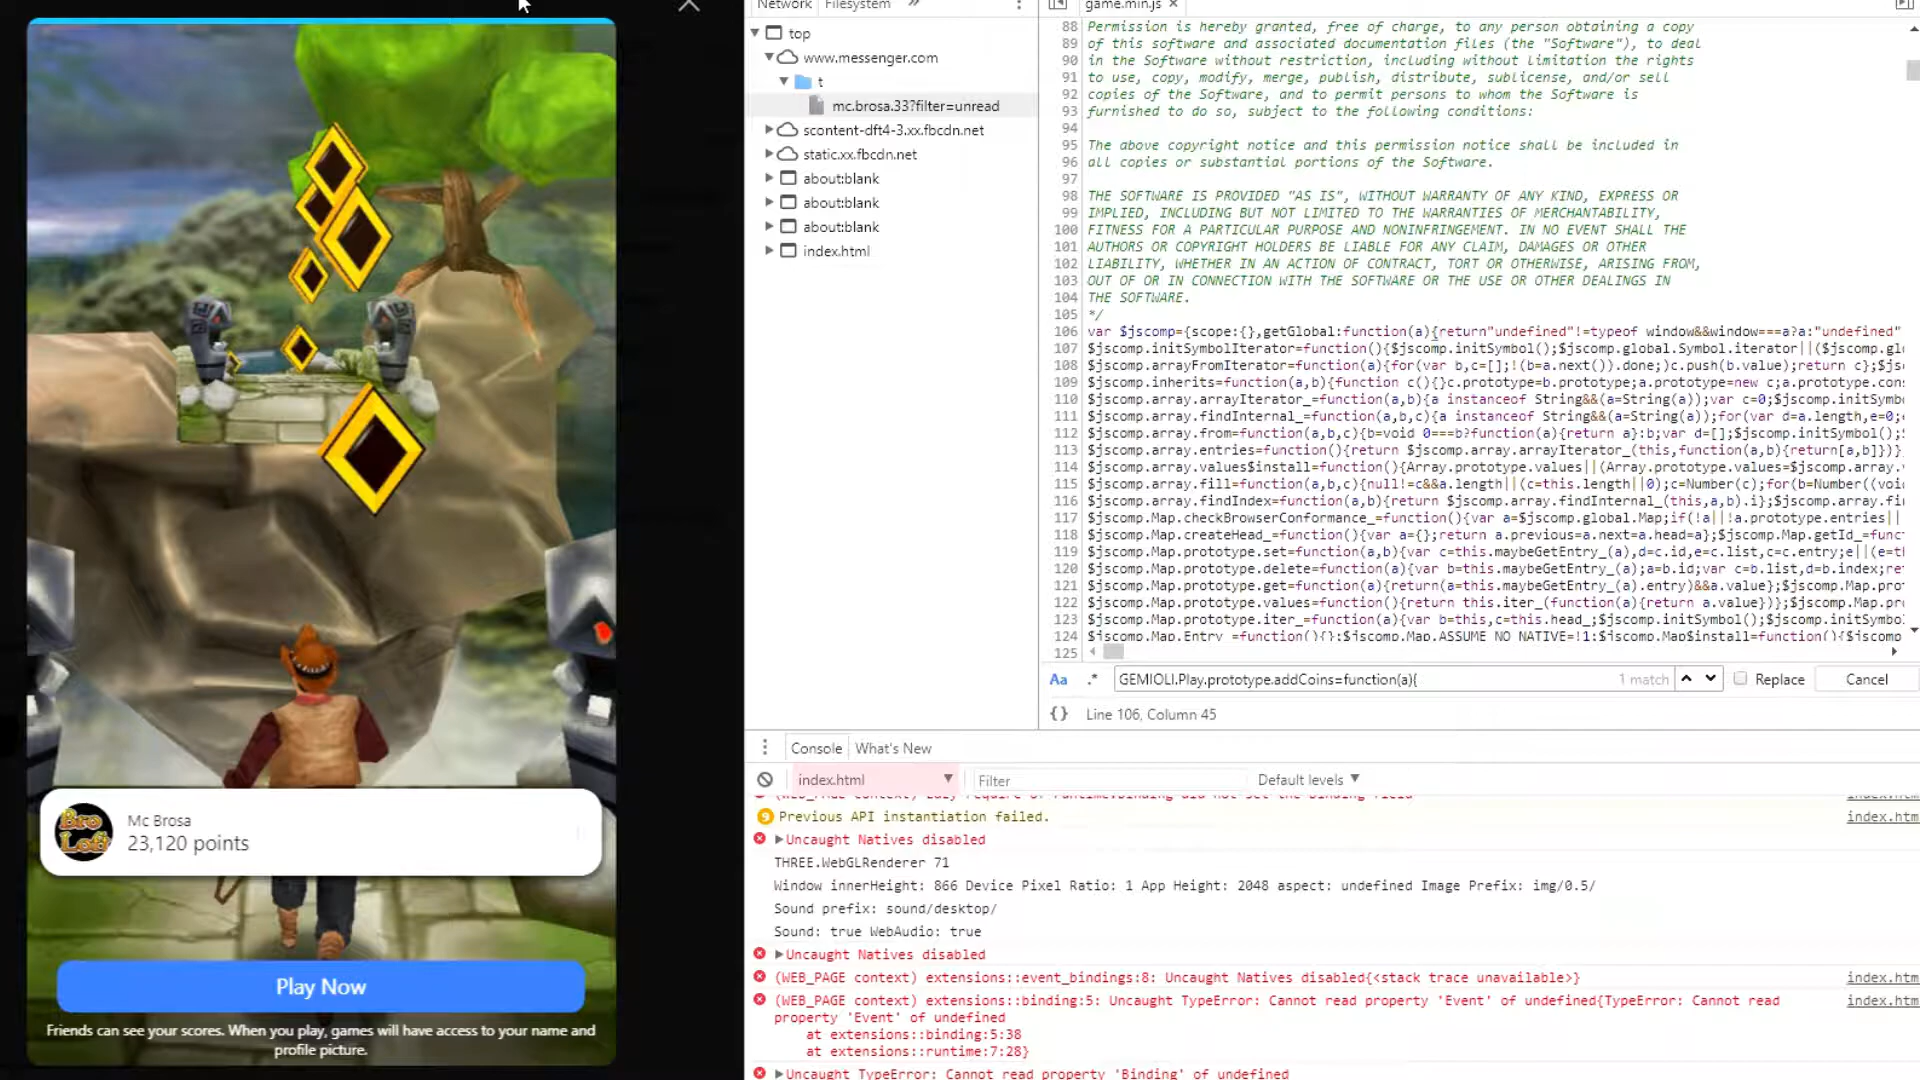 Bro
Loft
Mc Brosa
23,120 points
Play Now
Friends can see your scores. When you play, games will have access to your name and
profile picture.
Network Filesystem »
top
www.messenger.com
t
mc.brosa.33?filter=unread
scontent-dft4-3.xx.fbcdn.net
static.xx.fbcdn.net
about:blank
about:blank
about:blank
index.html
game.min.js ×
88 Permission is hereby granted, free of charge, to any person obtaining a copy
89 of this software and associated documentation files (the "Software"), to deal
90 in the Software without restriction, including without limitation the rights
91 to use, copy, modify, merge, publish, distribute, sublicense, and/or sell
92 copies of the Software, and to permit persons to whom the Software is
93 furnished to do so, subject to the following conditions:
94
95 The above copyright notice and this permission notice shall be included in
96 all copies or substantial portions of the Software.
97
98 THE SOFTWARE IS PROVIDED "AS IS", WITHOUT WARRANTY OF ANY KIND, EXPRESS OR
99 IMPLIED, INCLUDING BUT NOT LIMITED TO THE WARRANTIES OF MERCHANTABILITY,
100 FITNESS FOR A PARTICULAR PURPOSE AND NONINFRINGEMENT. IN NO EVENT SHALL THE
101 AUTHORS OR COPYRIGHT HOLDERS BE LIABLE FOR ANY CLAIM, DAMAGES OR OTHER
102 LIABILITY, WHETHER IN AN ACTION OF CONTRACT, TORT OR OTHERWISE, ARISING FROM,
103 OUT OF OR IN CONNECTION WITH THE SOFTWARE OR THE USE OR OTHER DEALINGS IN
104 THE SOFTWARE.
105 */
106 var $jscomp={scope:{},getGlobal:function(a){return"undefined"!=typeof window&&window===a?a:"undefined"
107 $jscomp.initSymbolIterator=function(){$jscomp.initSymbol();$jscomp.global.Symbol.iterator||($jscomp.gl
108 $jscomp.arrayFromIterator=function(a){for(var b,c=[];!(b=a.next()).done;)c.push(b.value);return c};$js
109 $jscomp.inherits=function(a,b){function c(){}c.prototype=b.prototype;a.prototype=new c;a.prototype.con
110 $jscomp.array.arrayIterator_=function(a,b){a instanceof String&&(a=String(a));var c=0;$jscomp.initSymb
111 $jscomp.array.findInternal_=function(a,b,c){a instanceof String&&(a=String(a));for(var d=a.length,e=0;
112 $jscomp.array.from=function(a,b,c){b=void 0===b?function(a){return a}:b;var d=[];$jscomp.initSymbol();
113 $jscomp.array.entries=function(){return $jscomp.array.arrayIterator_(this,function(a,b){return[a,b]})}
114 $jscomp.array.values$install=function(){Array.prototype.values||(Array.prototype.values=$jscomp.array.
115 $jscomp.array.fill=function(a,b,c){null!=c&&a.length||(c=this.length||0);c=Number(c);for(b=Number((voi
116 $jscomp.array.findIndex=function(a,b){return $jscomp.array.findInternal_(this,a,b).i};$jscomp.array.fi
117 $jscomp.Map.checkBrowserConformance_=function(){var a=$jscomp.global.Map;if(!a||!a.prototype.entries||
118 $jscomp.Map.createHead_=function(){var a={};return a.previous=a.next=a.head=a};$jscomp.Map.getId_=func
119 $jscomp.Map.prototype.set=function(a,b){var c=this.maybeGetEntry_(a),d=c.id,e=c.list,c=c.entry;e||(e=t
120 $jscomp.Map.prototype.delete=function(a){var b=this.maybeGetEntry_(a);a=b.id;var c=b.list,d=b.index;re
121 $jscomp.Map.prototype.get=function(a){return(a=this.maybeGetEntry_(a).entry)&&a.value};$jscomp.Map.pro
122 $jscomp.Map.prototype.values=function(){return this.iter_(function(a){return a.value})};$jscomp.Map.pr
123 $jscomp.Map.prototype.iter_=function(a){var b=this,c=this.head_;$jscomp.initSymbol();$jscomp.initSymbo
124 $jscomp.Map.Entry_=function(){};$jscomp.Map.ASSUME_NO_NATIVE=!1;$jscomp.Map$install=function(){$jscomp
125
Aa .* GEMIOLI.Play.prototype.addCoins=function(a){ 1 match Replace Cancel
{} Line 106, Column 45
Console What's New
index.html ▼ Filter Default levels ▼
(WEB_PAGE context) Lazy require of runtime.binding did not set the binding field index.htm
9 Previous API instantiation failed. index.htm
▶Uncaught Natives disabled
THREE.WebGLRenderer 71
Window innerHeight: 866 Device Pixel Ratio: 1 App Height: 2048 aspect: undefined Image Prefix: img/0.5/
Sound prefix: sound/desktop/
Sound: true WebAudio: true
▶Uncaught Natives disabled
(WEB_PAGE context) extensions::event_bindings:8: Uncaught Natives disabled{<stack trace unavailable>} index.htm
(WEB_PAGE context) extensions::binding:5: Uncaught TypeError: Cannot read property 'Event' of undefined{TypeError: Cannot read index.htm
property 'Event' of undefined
at extensions::binding:5:38
at extensions::runtime:7:28}
▶Uncaught TypeError: Cannot read property 'Binding' of undefined